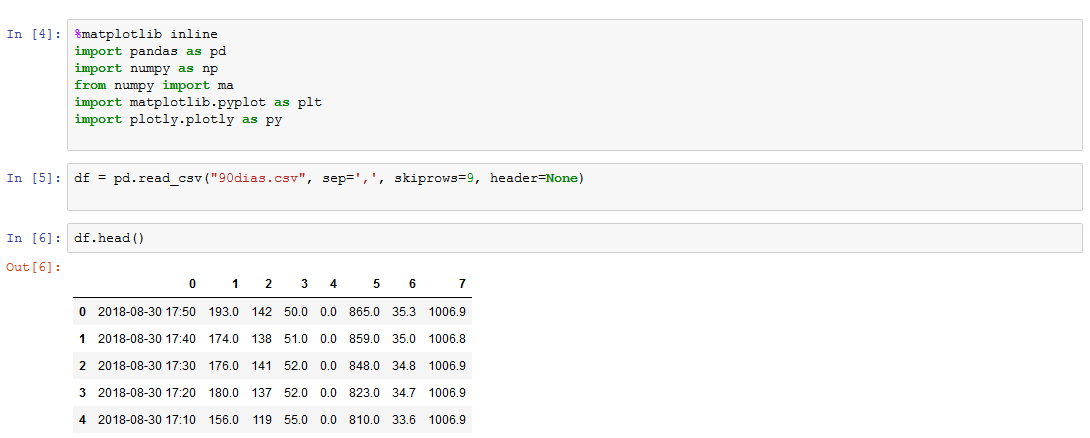 In [4]: %matplotlib inline
import pandas as pd
import numpy as np
from numpy import ma
import matplotlib.pyplot as plt
import plotly.plotly as py
In [5]: df = pd.read_csv("90dias.csv", sep=',', skiprows=9, header=None)
In [6]: df.head()
Out[6]:
0 1 2 3 4 5 6 7
0 2018-08-30 17:50 193.0 142 50.0 0.0 865.0 35.3 1006.9
1 2018-08-30 17:40 174.0 138 51.0 0.0 859.0 35.0 1006.8
2 2018-08-30 17:30 176.0 141 52.0 0.0 848.0 34.8 1006.9
3 2018-08-30 17:20 180.0 137 52.0 0.0 823.0 34.7 1006.9
4 2018-08-30 17:10 156.0 119 55.0 0.0 810.0 33.6 1006.9